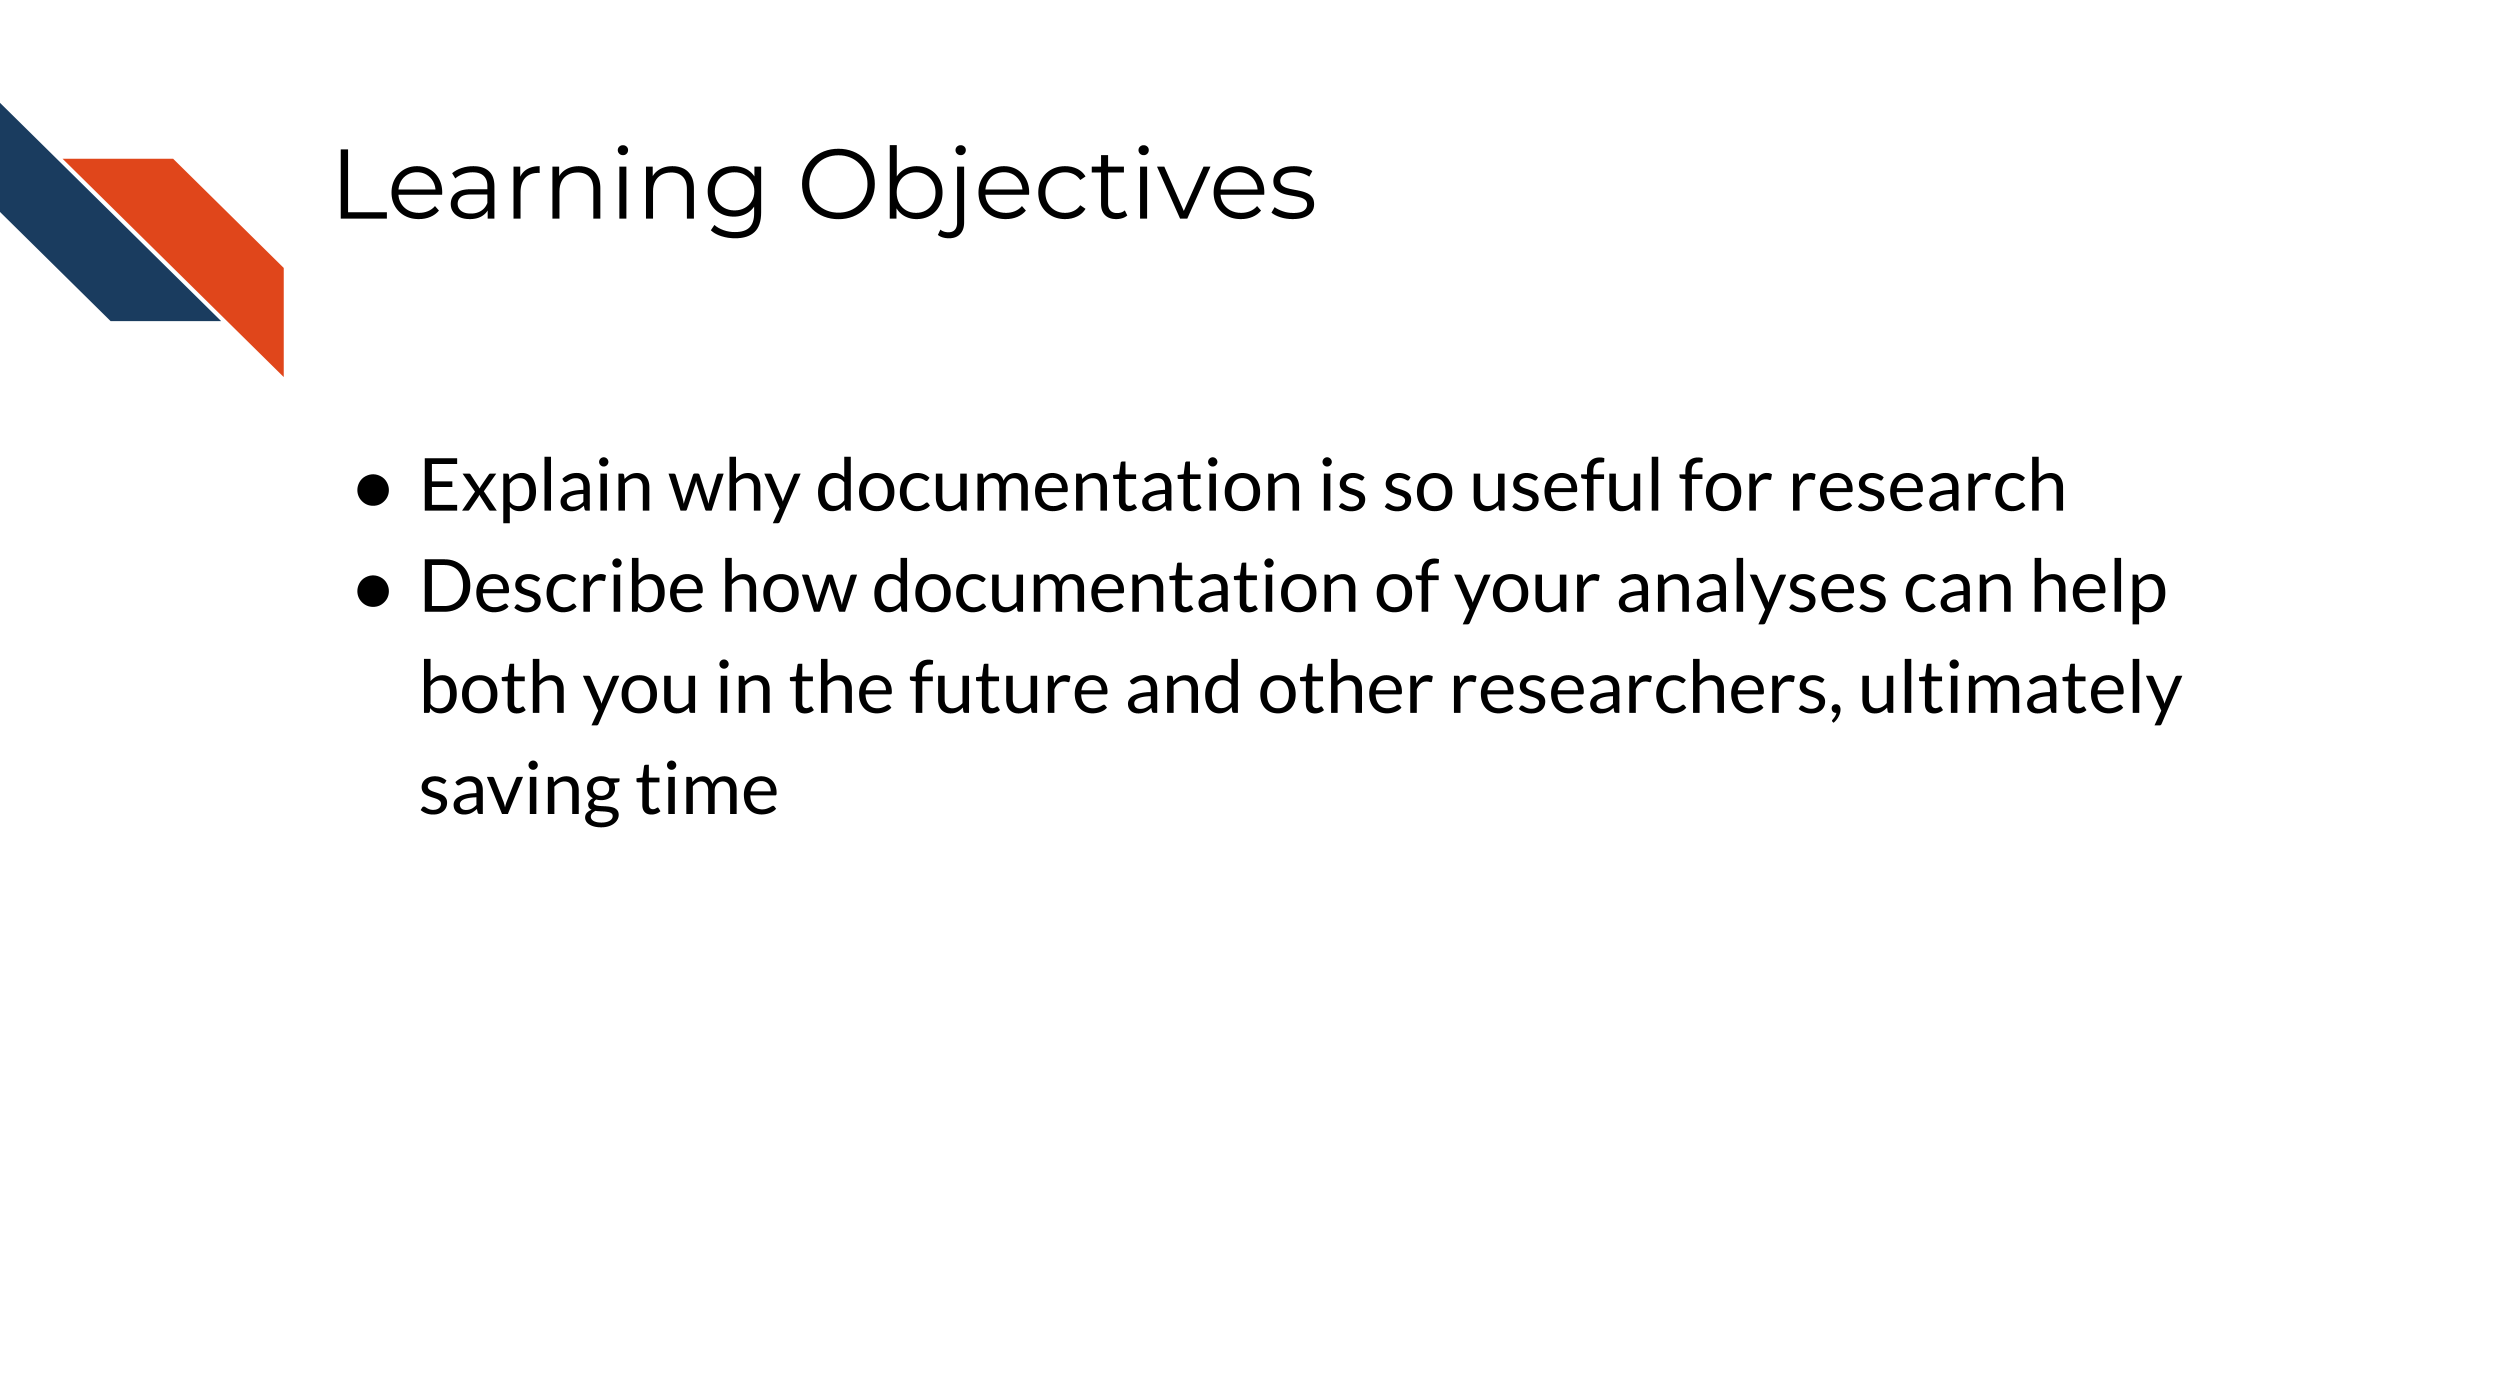 Learning Objectives
● Explain why documentation is so useful for research
● Describe how documentation of your analyses can help
both you in the future and other researchers, ultimately
saving time